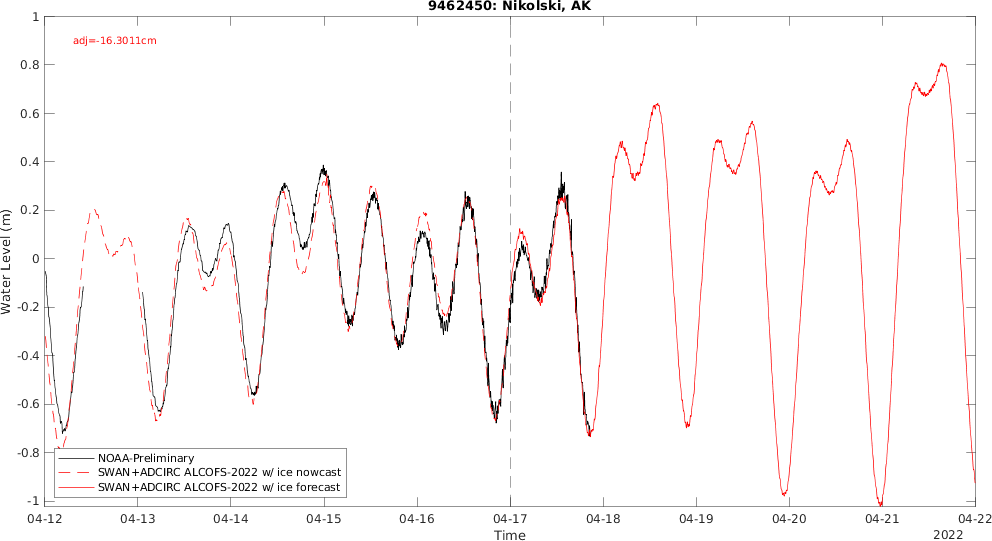 9462450: Nikolski, AK
adj=-16.3011cm
Water Level (m)
1
0.8
0.6
0.4
0.2
0
-0.2
-0.4
-0.6
-0.8
-1
NOAA-Preliminary
SWAN+ADCIRC ALCOFS-2022 w/ ice nowcast
SWAN+ADCIRC ALCOFS-2022 w/ ice forecast
04-12 04-13 04-14 04-15 04-16 04-17 04-18 04-19 04-20 04-21 04-22
Time
2022